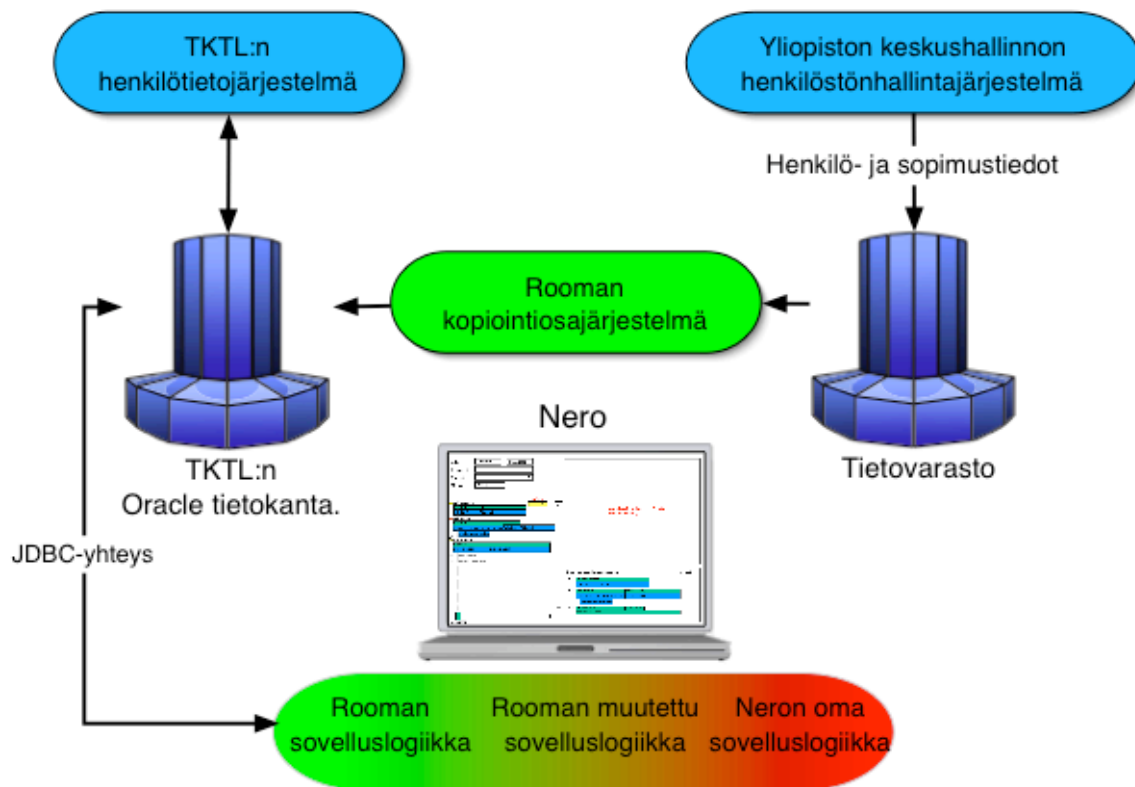 TKTL:n
henkilötietojärjestelmä
Yliopiston keskushallinnon
henkilöstönhallintajärjestelmä
Henkilö- ja sopimustiedot
Rooman
kopiointiosajärjestelmä
Nero
TKTL:n
Oracle tietokanta.
Tietovarasto
JDBC-yhteys
Rooman
sovelluslogiikka
Rooman muutettu
sovelluslogiikka
Neron oma
sovelluslogiikka